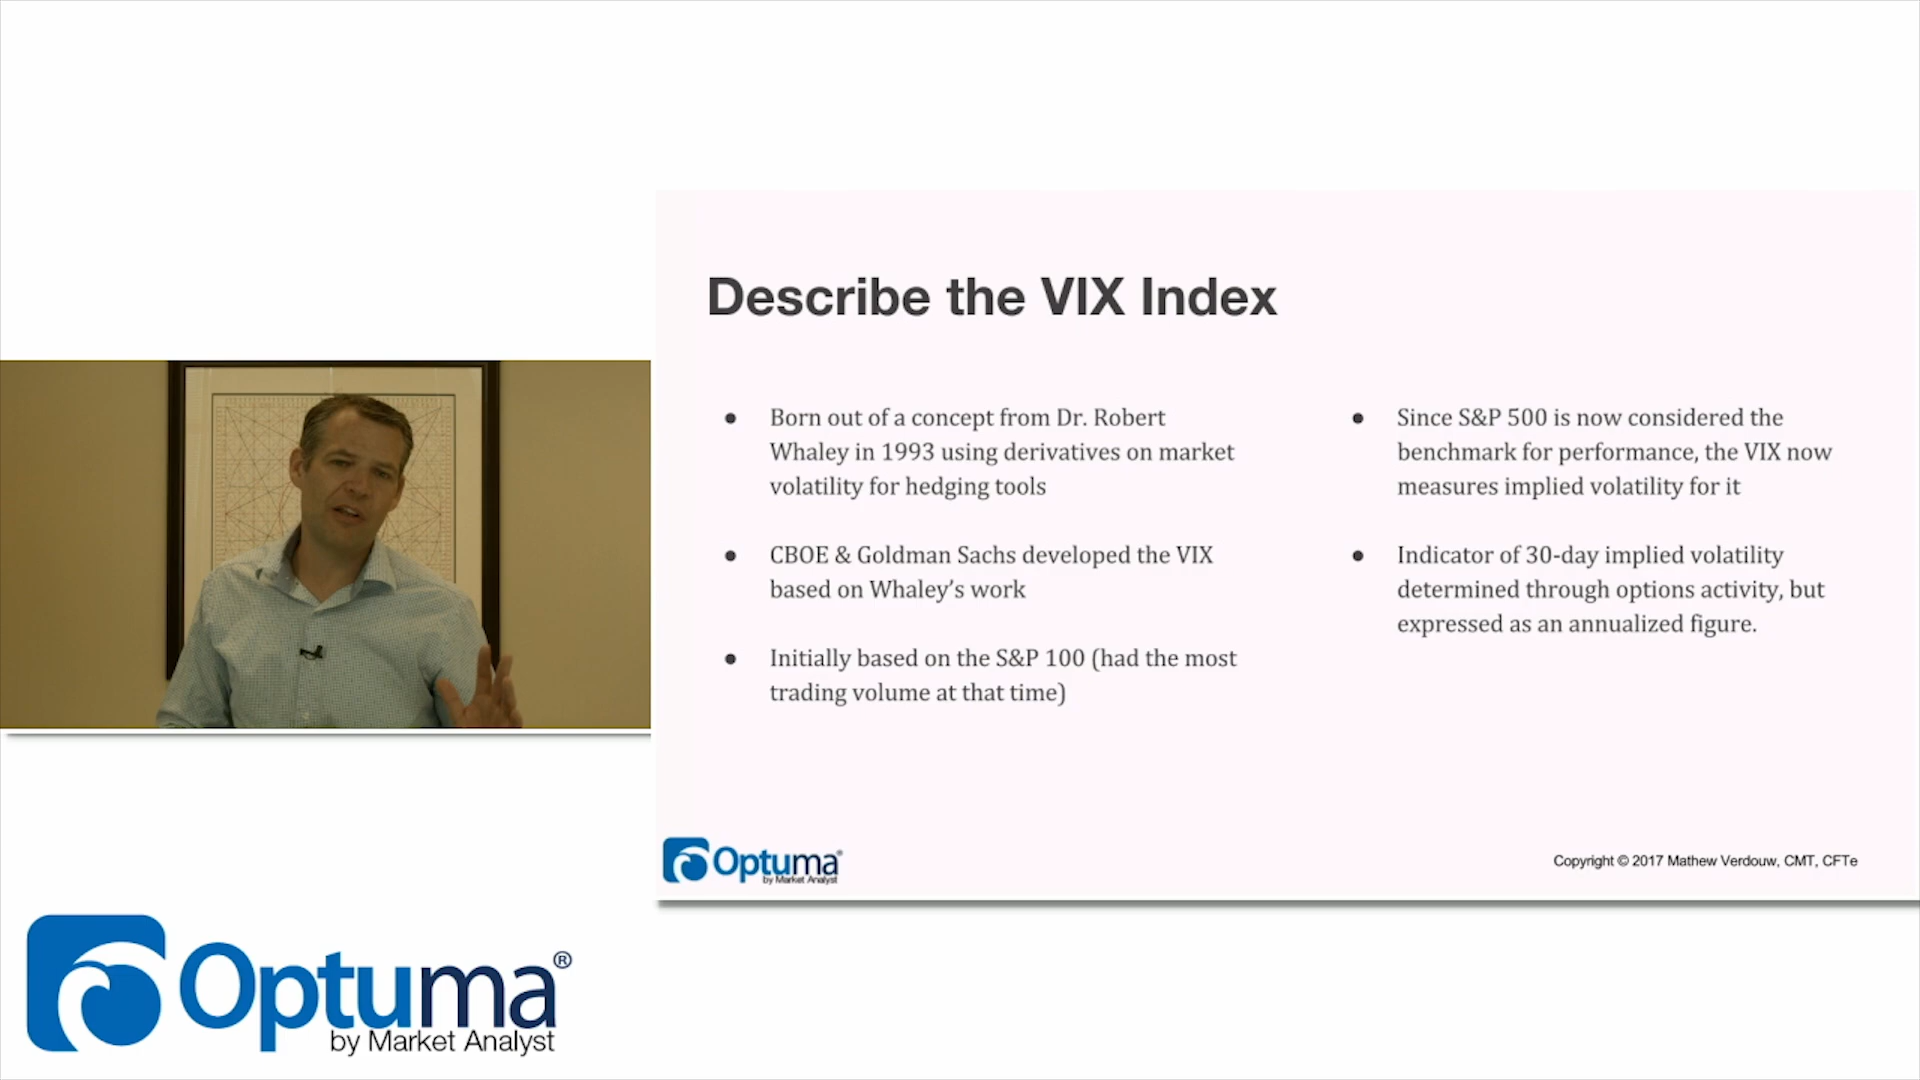 Describe the VIX Index
● Born out of a concept from Dr. Robert
Whaley in 1993 using derivatives on market
volatility for hedging tools
● CBOE & Goldman Sachs developed the VIX
based on Whaley’s work
● Initially based on the S&P 100 (had the most
trading volume at that time)
● Since S&P 500 is now considered the
benchmark for performance, the VIX now
measures implied volatility for it
● Indicator of 30-day implied volatility
determined through options activity, but
expressed as an annualized figure.
Optuma®
by Market Analyst
Copyright © 2017 Mathew Verdouw, CMT, CFTe
Optuma®
by Market Analyst